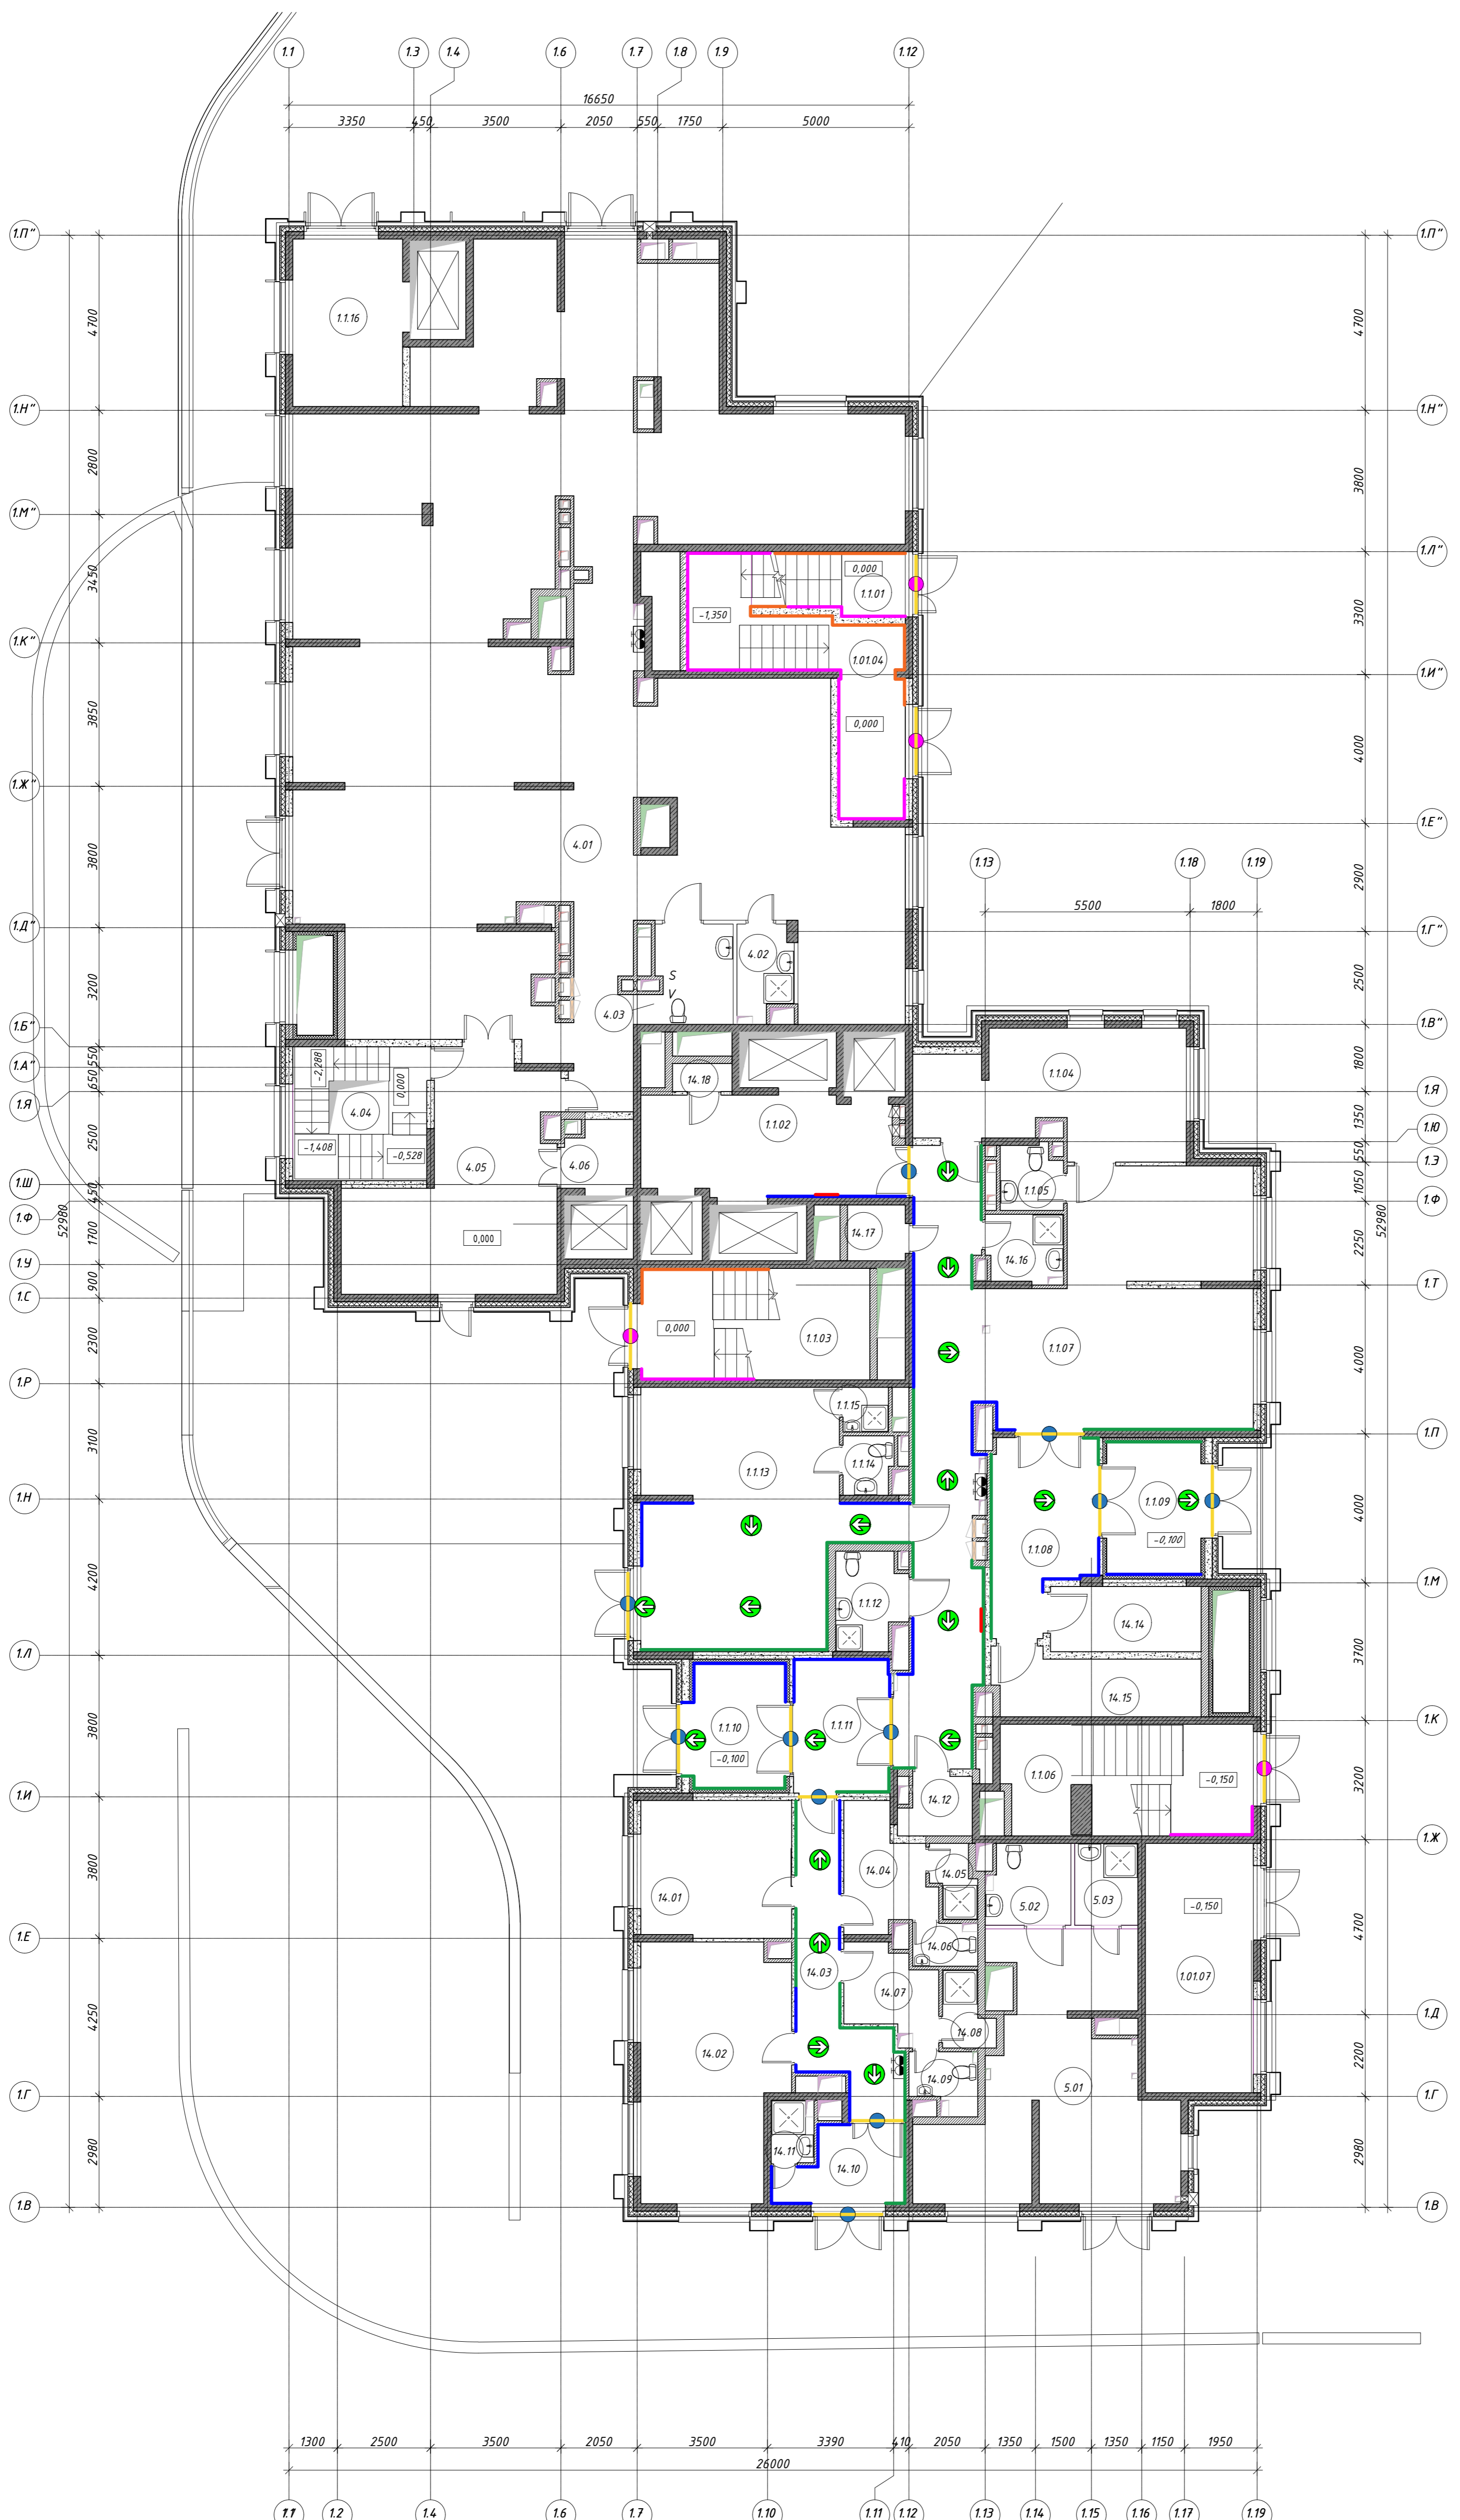 1.1 1.3 1.4 1.6 1.7 1.8 1.9 1.12
16650
3350 450 3500 2050 550 1750 5000
1.П" 1.П"
4700 1.1.16 4700
1.Н" 1.Н"
2800 3800
1.М"
3450
1.Л"
0,000
1.1.01
-1,350
3300
1.К"
1.01.04
1.И"
3850 0,000 4000
1.Ж"
1.Е"
3800 4.01 1.13 1.18 1.19
2900
5500 1800
1.Д" 1.Г"
4.02
3200 S 2500
V
4.03
1.Б" 1.В"
550
-2,288 1.1.04 1800
1.А"
650 0,000 14.18
1.Я 1.Я
4.04 1.1.02 1350
1.Ю
2500 -1,408 -0,528 4.05 4.06 550
1.Э
1.Ш 1.1.05 1050
450 1.Ф
1.Ф
52980 52980
1700 0,000 14.17 14.16 2250
1.У
900 1.Т
1.С
0,000 1.1.03 1.1.07
2300 4000
1.Р
1.1.15
3100 1.П
1.1.14
1.1.13
1.Н 1.1.09 4000
-0,100
1.1.08
4200 1.М
1.1.12
14.14
1.Л 3700
14.15
1.1.10 1.1.11 1.К
3800 -0,100
1.1.06 -0,150 3200
14.12
1.И
1.Ж
3800 14.04 14.05
14.01 5.02 5.03 -0,150
1.Е 14.06 4700
14.03 1.01.07
14.07
4250 1.Д
14.02 14.08
14.09 5.01 2200
1.Г 1.Г
14.11 14.10
2980 2980
1.В 1.В
1300 2500 3500 2050 3500 3390 410 2050 1350 1500 1350 1150 1950
26000
1.1 1.2 1.4 1.6 1.7 1.10 1.11 1.12 1.13 1.14 1.15 1.16 1.17 1.19